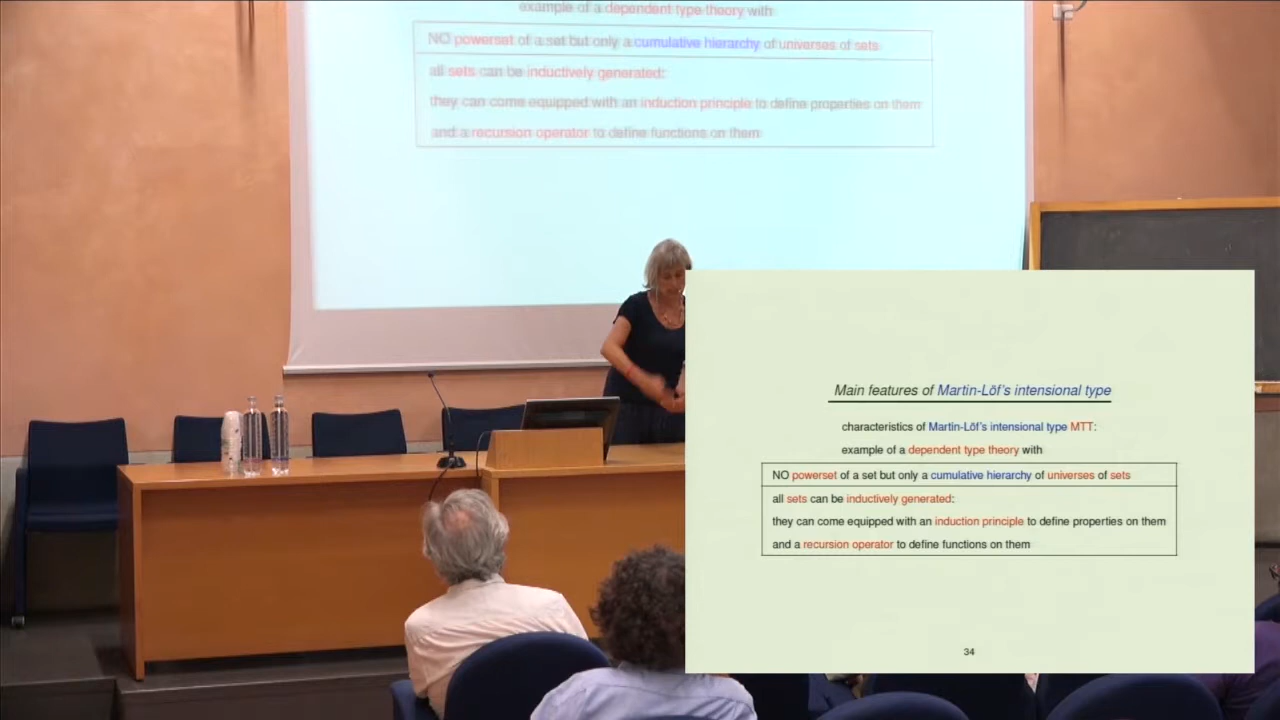 example of a dependent type theory with
NO powerset of a set but only a cumulative hierarchy of universes of sets
all sets can be inductively generated:
they can come equipped with an induction principle to define properties on them
and a recursion operator to define functions on them
Main features of Martin-Löf's intensional type
characteristics of Martin-Löf's intensional type MTT:
example of a dependent type theory with
NO powerset of a set but only a cumulative hierarchy of universes of sets
all sets can be inductively generated:
they can come equipped with an induction principle to define properties on them
and a recursion operator to define functions on them
34